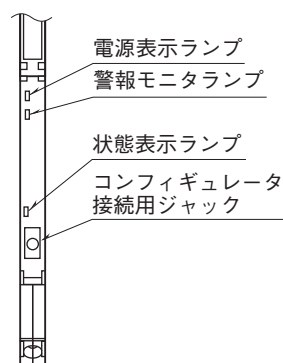 電源表示ランプ
警報モニタランプ
状態表示ランプ
コンフィギュレータ
接続用ジャック